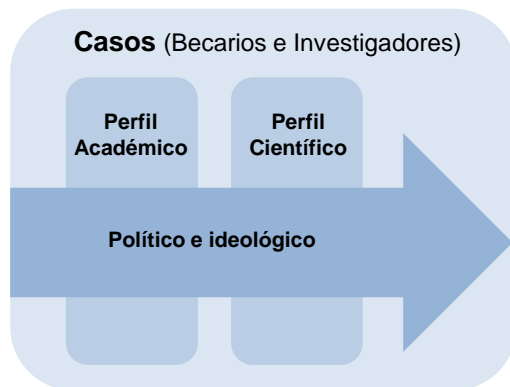 Casos (Becarios e Investigadores)
Perfil
Académico
Perfil
Científico
Político e ideológico